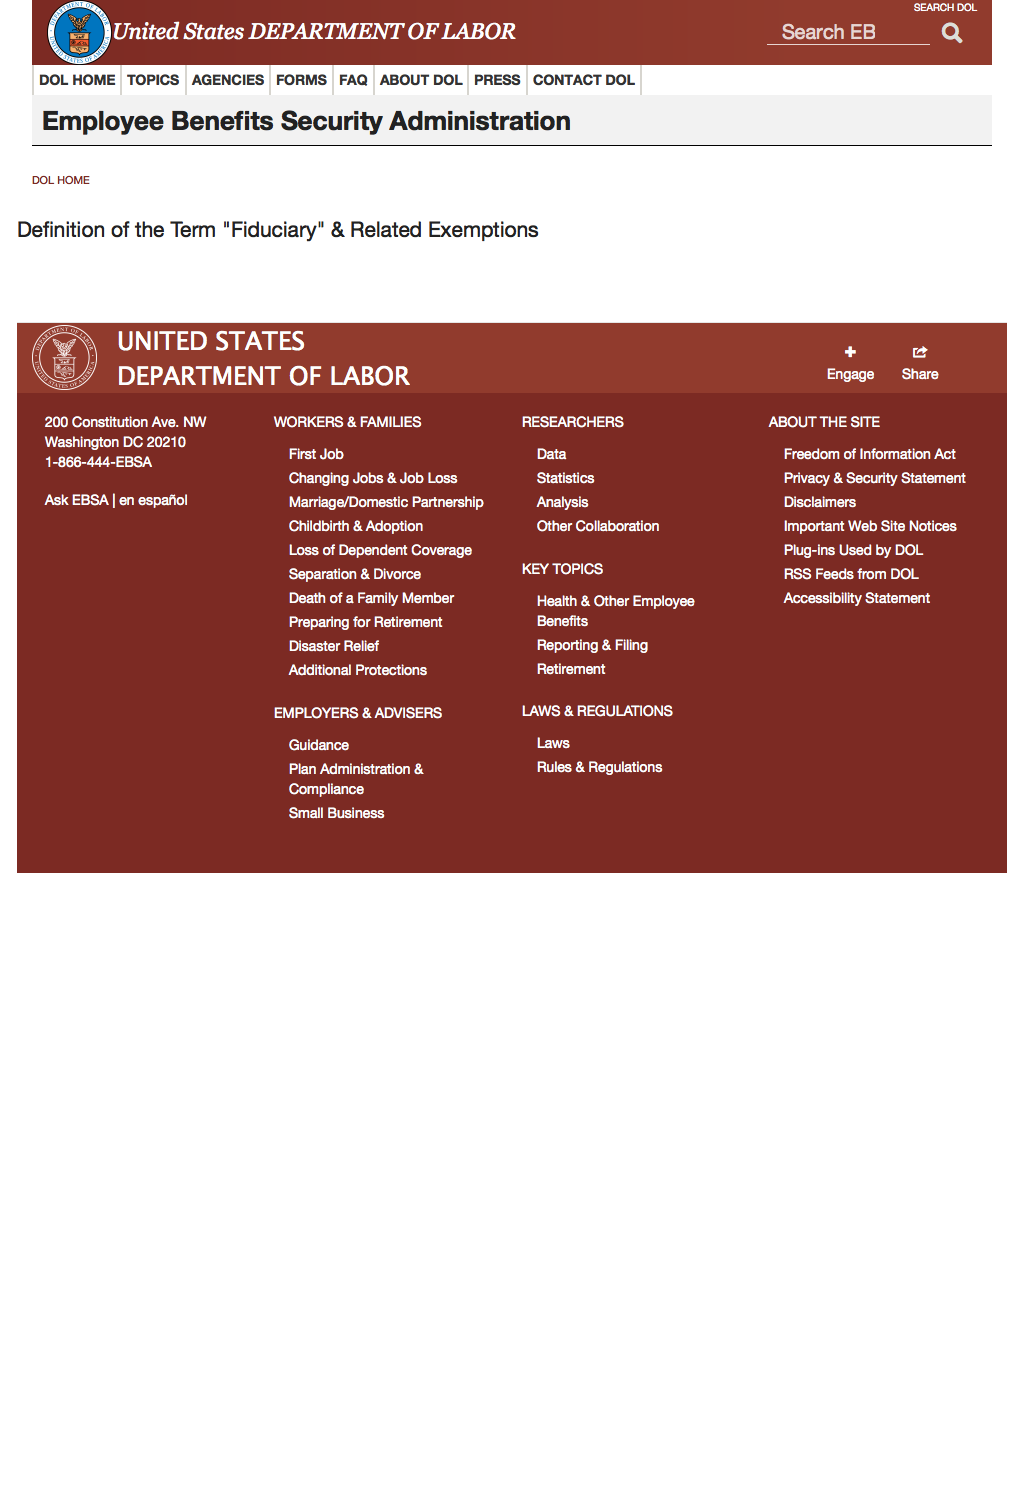 SEARCH DOL
United States DEPARTMENT OF LABOR
Search EB
DOL HOME TOPICS AGENCIES FORMS FAQ ABOUT DOL PRESS CONTACT DOL
Employee Benefits Security Administration
DOL HOME
Definition of the Term "Fiduciary" & Related Exemptions
UNITED STATES
DEPARTMENT OF LABOR
Engage
Share
200 Constitution Ave. NW
Washington DC 20210
1-866-444-EBSA
Ask EBSA | en español
WORKERS & FAMILIES
First Job
Changing Jobs & Job Loss
Marriage/Domestic Partnership
Childbirth & Adoption
Loss of Dependent Coverage
Separation & Divorce
Death of a Family Member
Preparing for Retirement
Disaster Relief
Additional Protections
EMPLOYERS & ADVISERS
Guidance
Plan Administration &
Compliance
Small Business
RESEARCHERS
Data
Statistics
Analysis
Other Collaboration
KEY TOPICS
Health & Other Employee
Benefits
Reporting & Filing
Retirement
LAWS & REGULATIONS
Laws
Rules & Regulations
ABOUT THE SITE
Freedom of Information Act
Privacy & Security Statement
Disclaimers
Important Web Site Notices
Plug-ins Used by DOL
RSS Feeds from DOL
Accessibility Statement